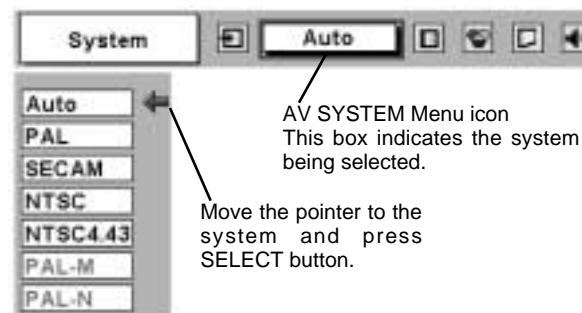 System
Auto
Auto
PAL
SECAM
NTSC
NTSC4.43
PAL-M
PAL-N
AV SYSTEM Menu icon
This box indicates the system
being selected.
Move the pointer to the
system and press
SELECT button.